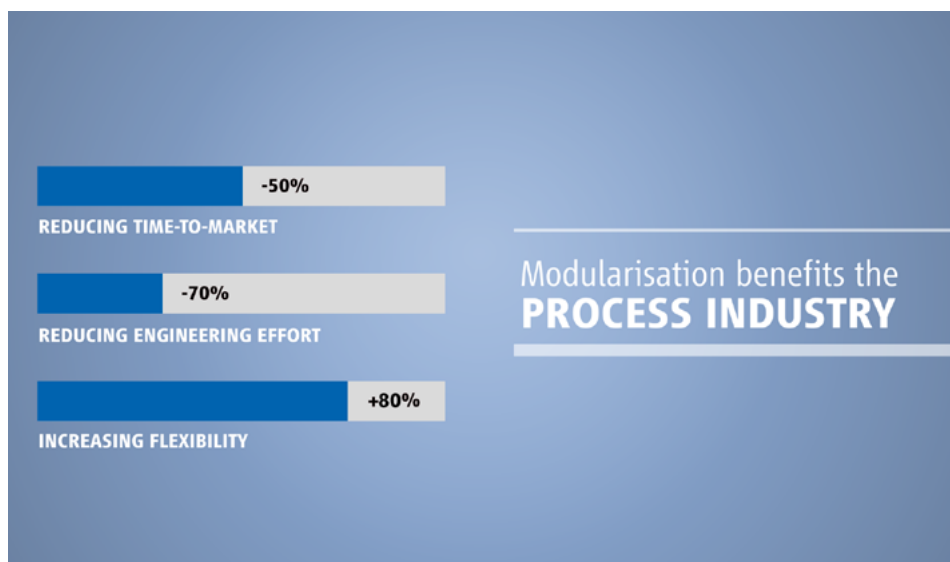 -50%
REDUCING TIME-TO-MARKET
-70%
REDUCING ENGINEERING EFFORT
+80%
INCREASING FLEXIBILITY
Modularisation benefits the
PROCESS INDUSTRY